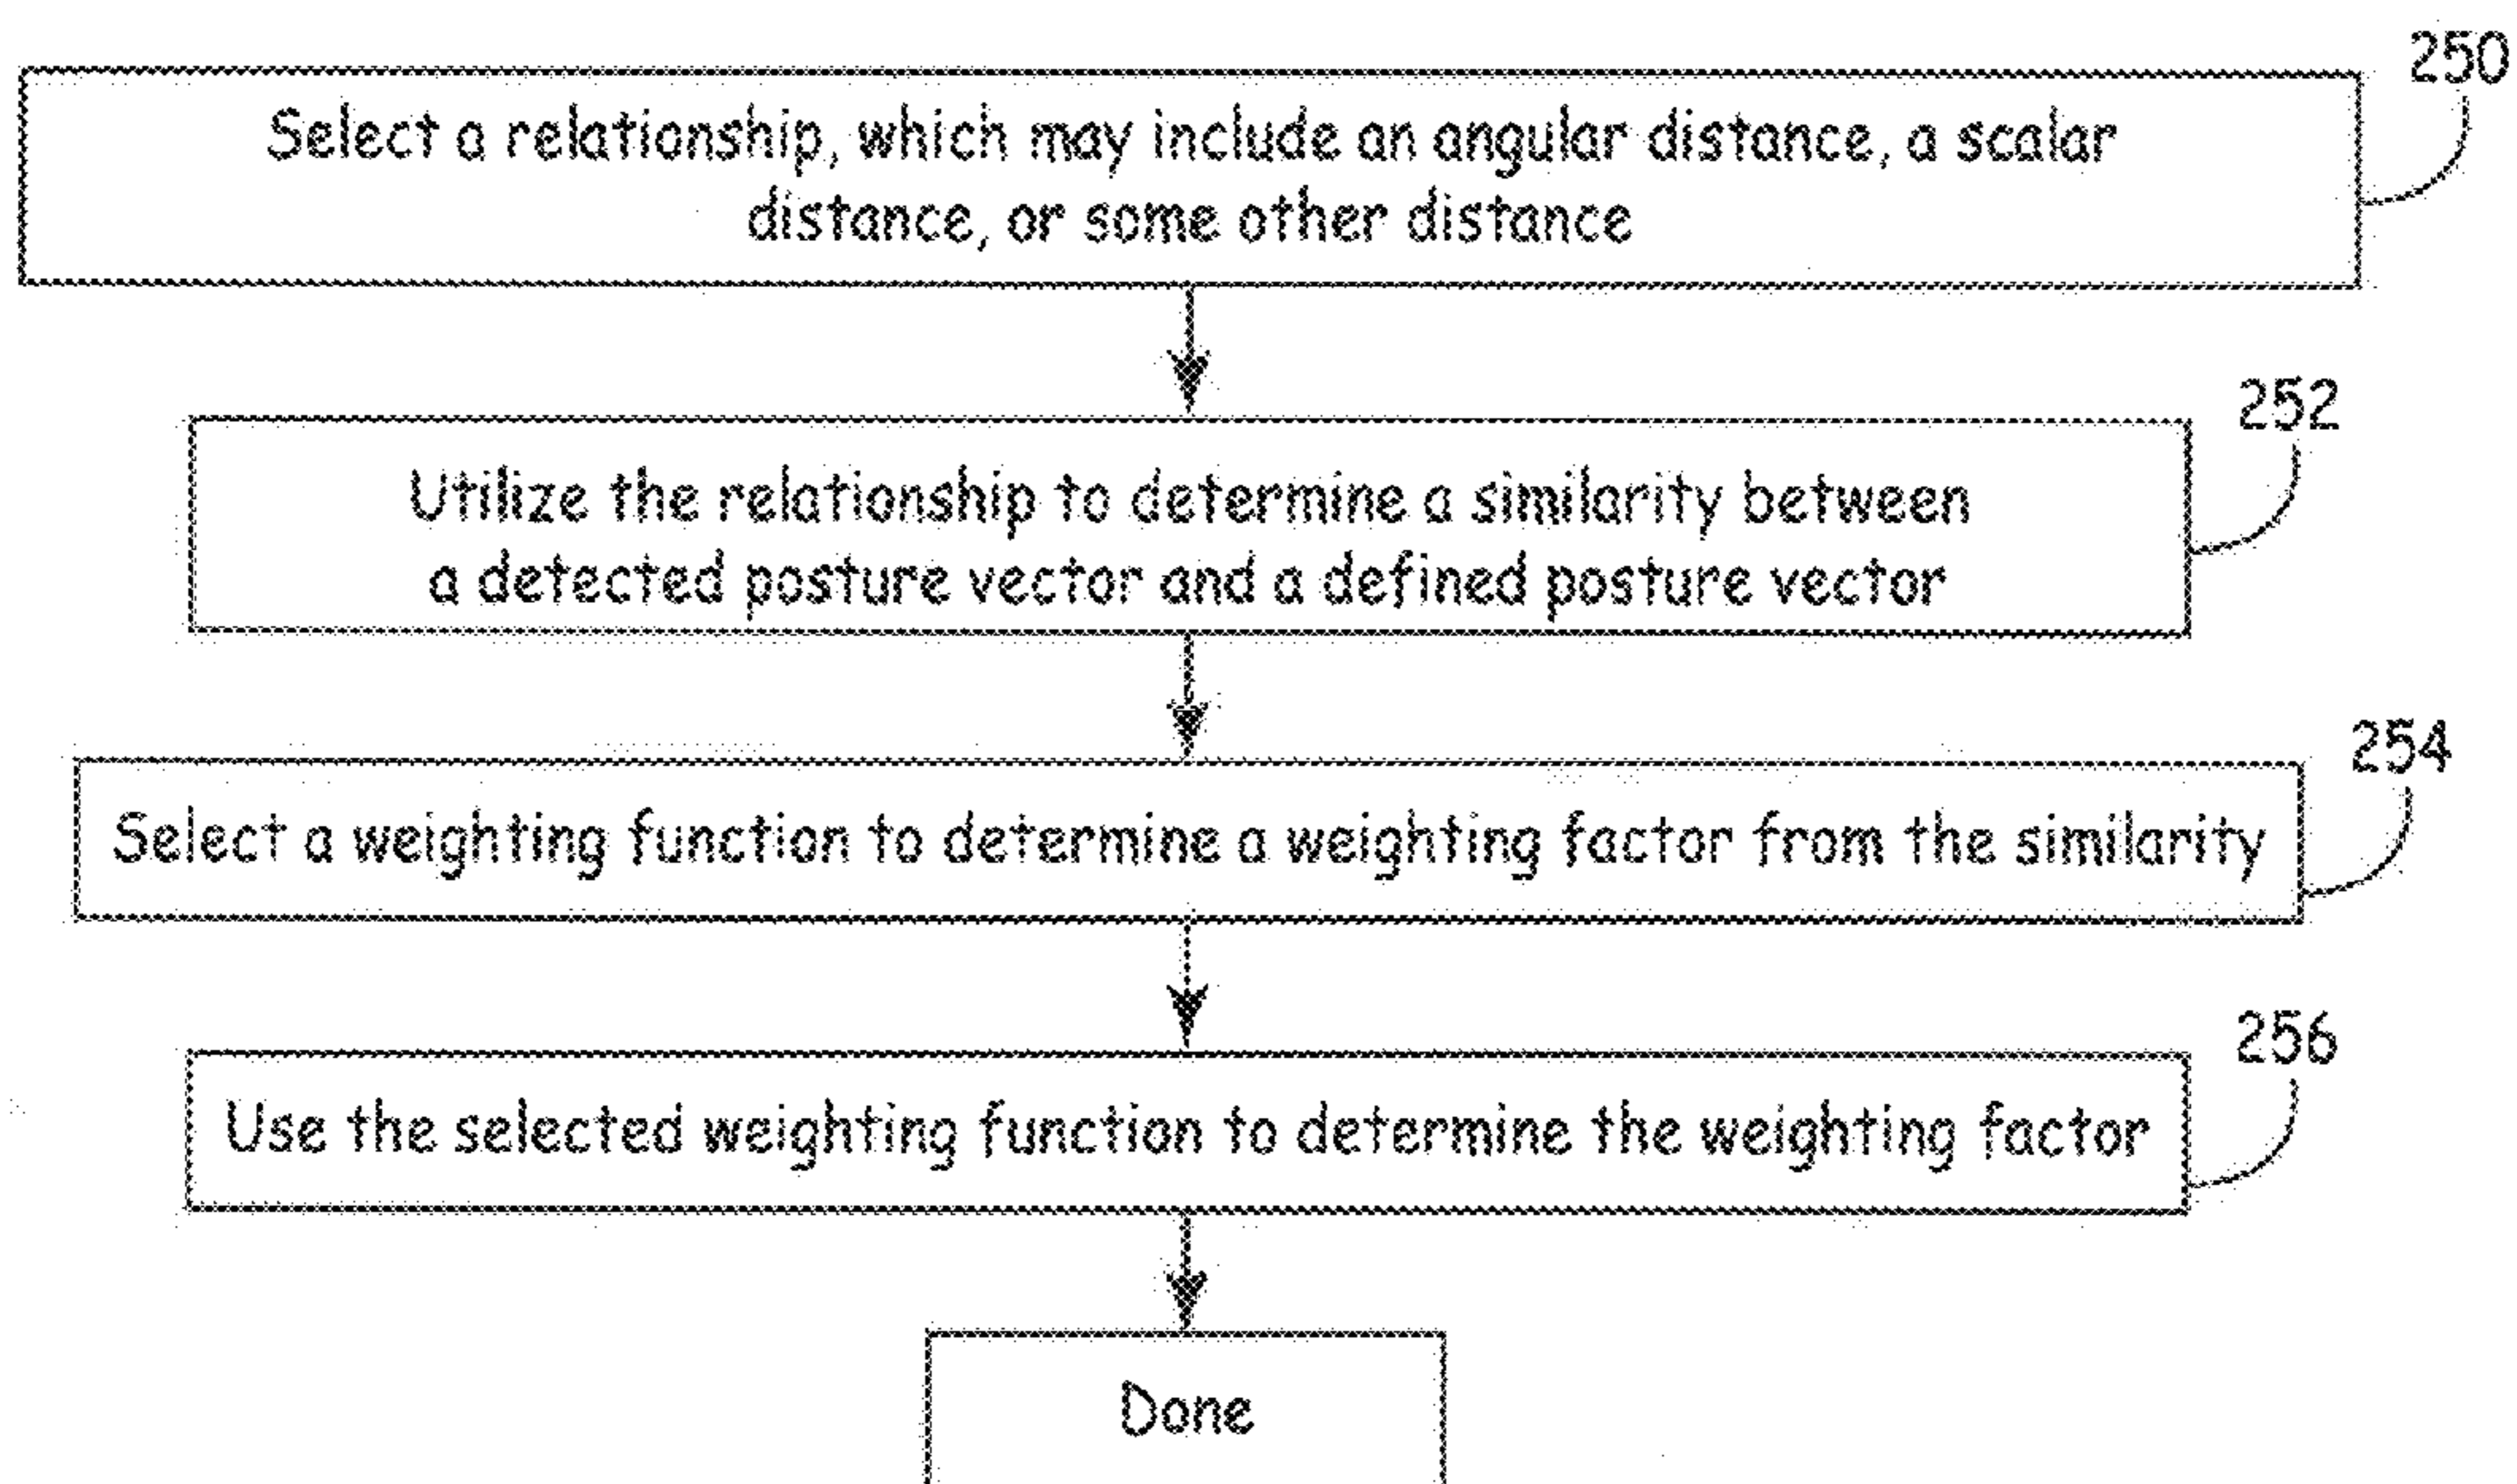 250
Select a relationship, which may include an angular distance, a scalar
distance, or some other distance
252
Utilize the relationship to determine a similarity between
a detected posture vector and a defined posture vector
254
Select a weighting function to determine a weighting factor from the similarity
256
Use the selected weighting function to determine the weighting factor
Done